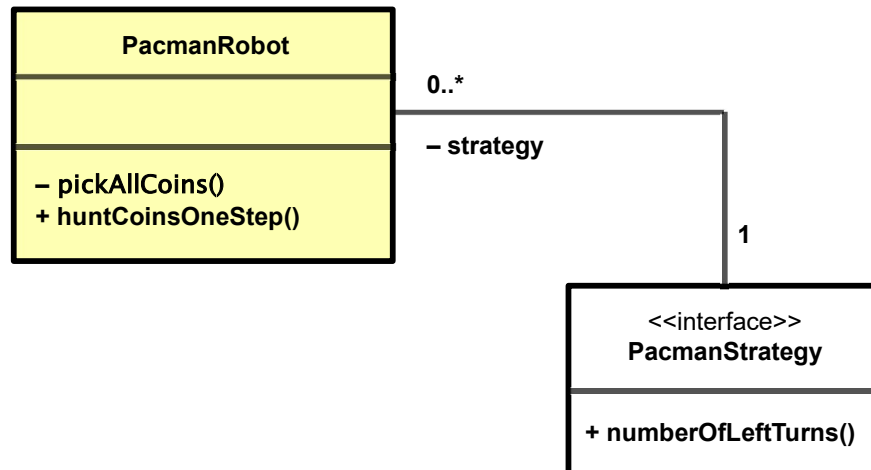 PacmanRobot
– pickAllCoins()
+ huntCoinsOneStep()
0..*
– strategy
1
<<interface>>
PacmanStrategy
+ numberOfLeftTurns()